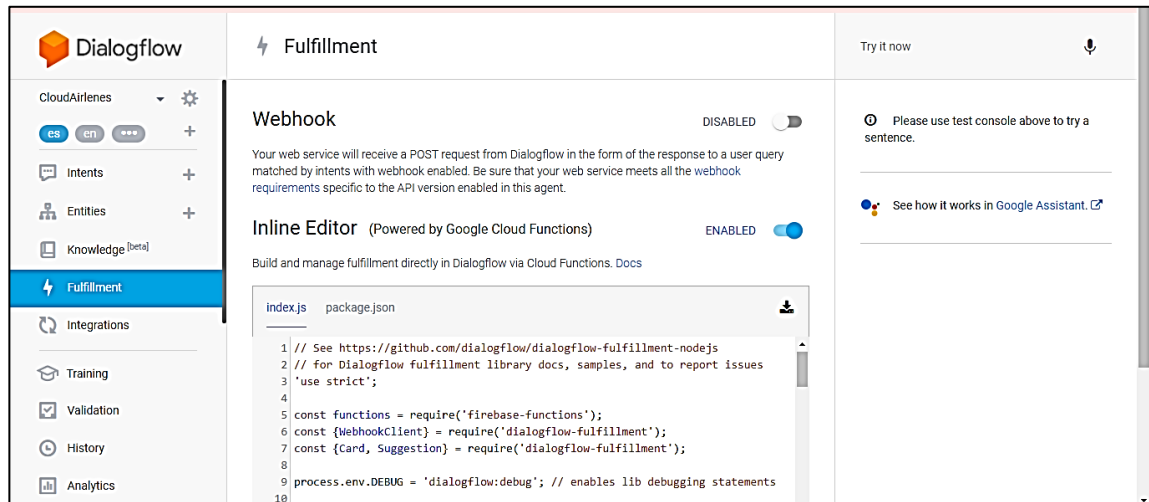 Dialogflow
CloudAirlenes
es en
Intents
Entities
Knowledge [beta]
Fulfillment
Integrations
Training
Validation
History
Analytics
Fulfillment
Webhook
DISABLED
Your web service will receive a POST request from Dialogflow in the form of the response to a user query
matched by intents with webhook enabled. Be sure that your web service meets all the webhook
requirements specific to the API version enabled in this agent.
Inline Editor (Powered by Google Cloud Functions)
ENABLED
Build and manage fulfillment directly in Dialogflow via Cloud Functions. Docs
index.js package.json
1 // See https://github.com/dialogflow/dialogflow-fulfillment-nodejs
2 // for Dialogflow fulfillment library docs, samples, and to report issues
3 'use strict';
4
5 const functions = require('firebase-functions');
6 const {WebhookClient} = require('dialogflow-fulfillment');
7 const {Card, Suggestion} = require('dialogflow-fulfillment');
8
9 process.env.DEBUG = 'dialogflow:debug'; // enables lib debugging statements
10
Try it now
Please use test console above to try a
sentence.
See how it works in Google Assistant.